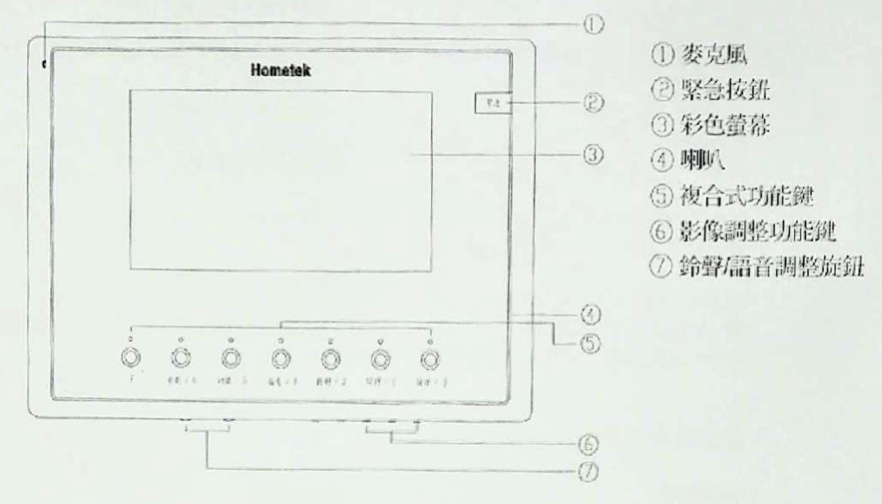 Hometek
①
②
③
④
⑤
⑥
⑦
① 麥克風
② 緊急按鈕
③ 彩色螢幕
④ 喇叭
⑤ 複合式功能鍵
⑥ 影像調整功能鍵
⑦ 鈴聲/語音調整旋鈕